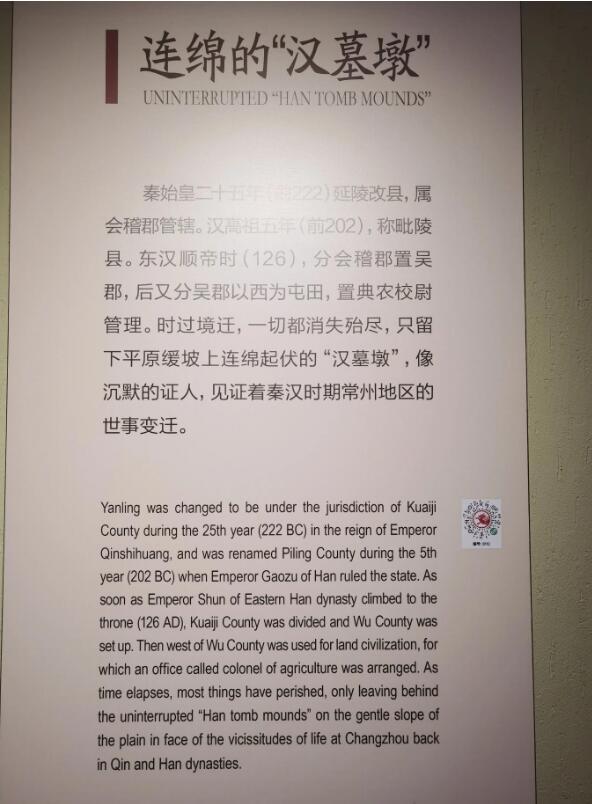 连绵的“汉墓墩”
UNINTERRUPTED “HAN TOMB MOUNDS”
秦始皇二十五年(前222)延陵改县，属
会稽郡管辖。汉高祖五年(前202)，称毗陵
县。东汉顺帝时(126)，分会稽郡置吴
郡，后又分吴郡以西为屯田，置典农校尉
管理。时过境迁，一切都消失殆尽，只留
下平原缓坡上连绵起伏的“汉墓墩”，像
沉默的证人，见证着秦汉时期常州地区的
世事变迁。
Yanling was changed to be under the jurisdiction of Kuaiji
County during the 25th year (222 BC) in the reign of Emperor
Qinshihuang, and was renamed Piling County during the 5th
year (202 BC) when Emperor Gaozu of Han ruled the state. As
soon as Emperor Shun of Eastern Han dynasty climbed to the
throne (126 AD), Kuaiji County was divided and Wu County was
set up. Then west of Wu County was used for land civilization, for
which an office called colonel of agriculture was arranged. As
time elapses, most things have perished, only leaving behind
the uninterrupted “Han tomb mounds” on the gentle slope of
the plain in face of the vicissitudes of life at Changzhou back
in Qin and Han dynasties.